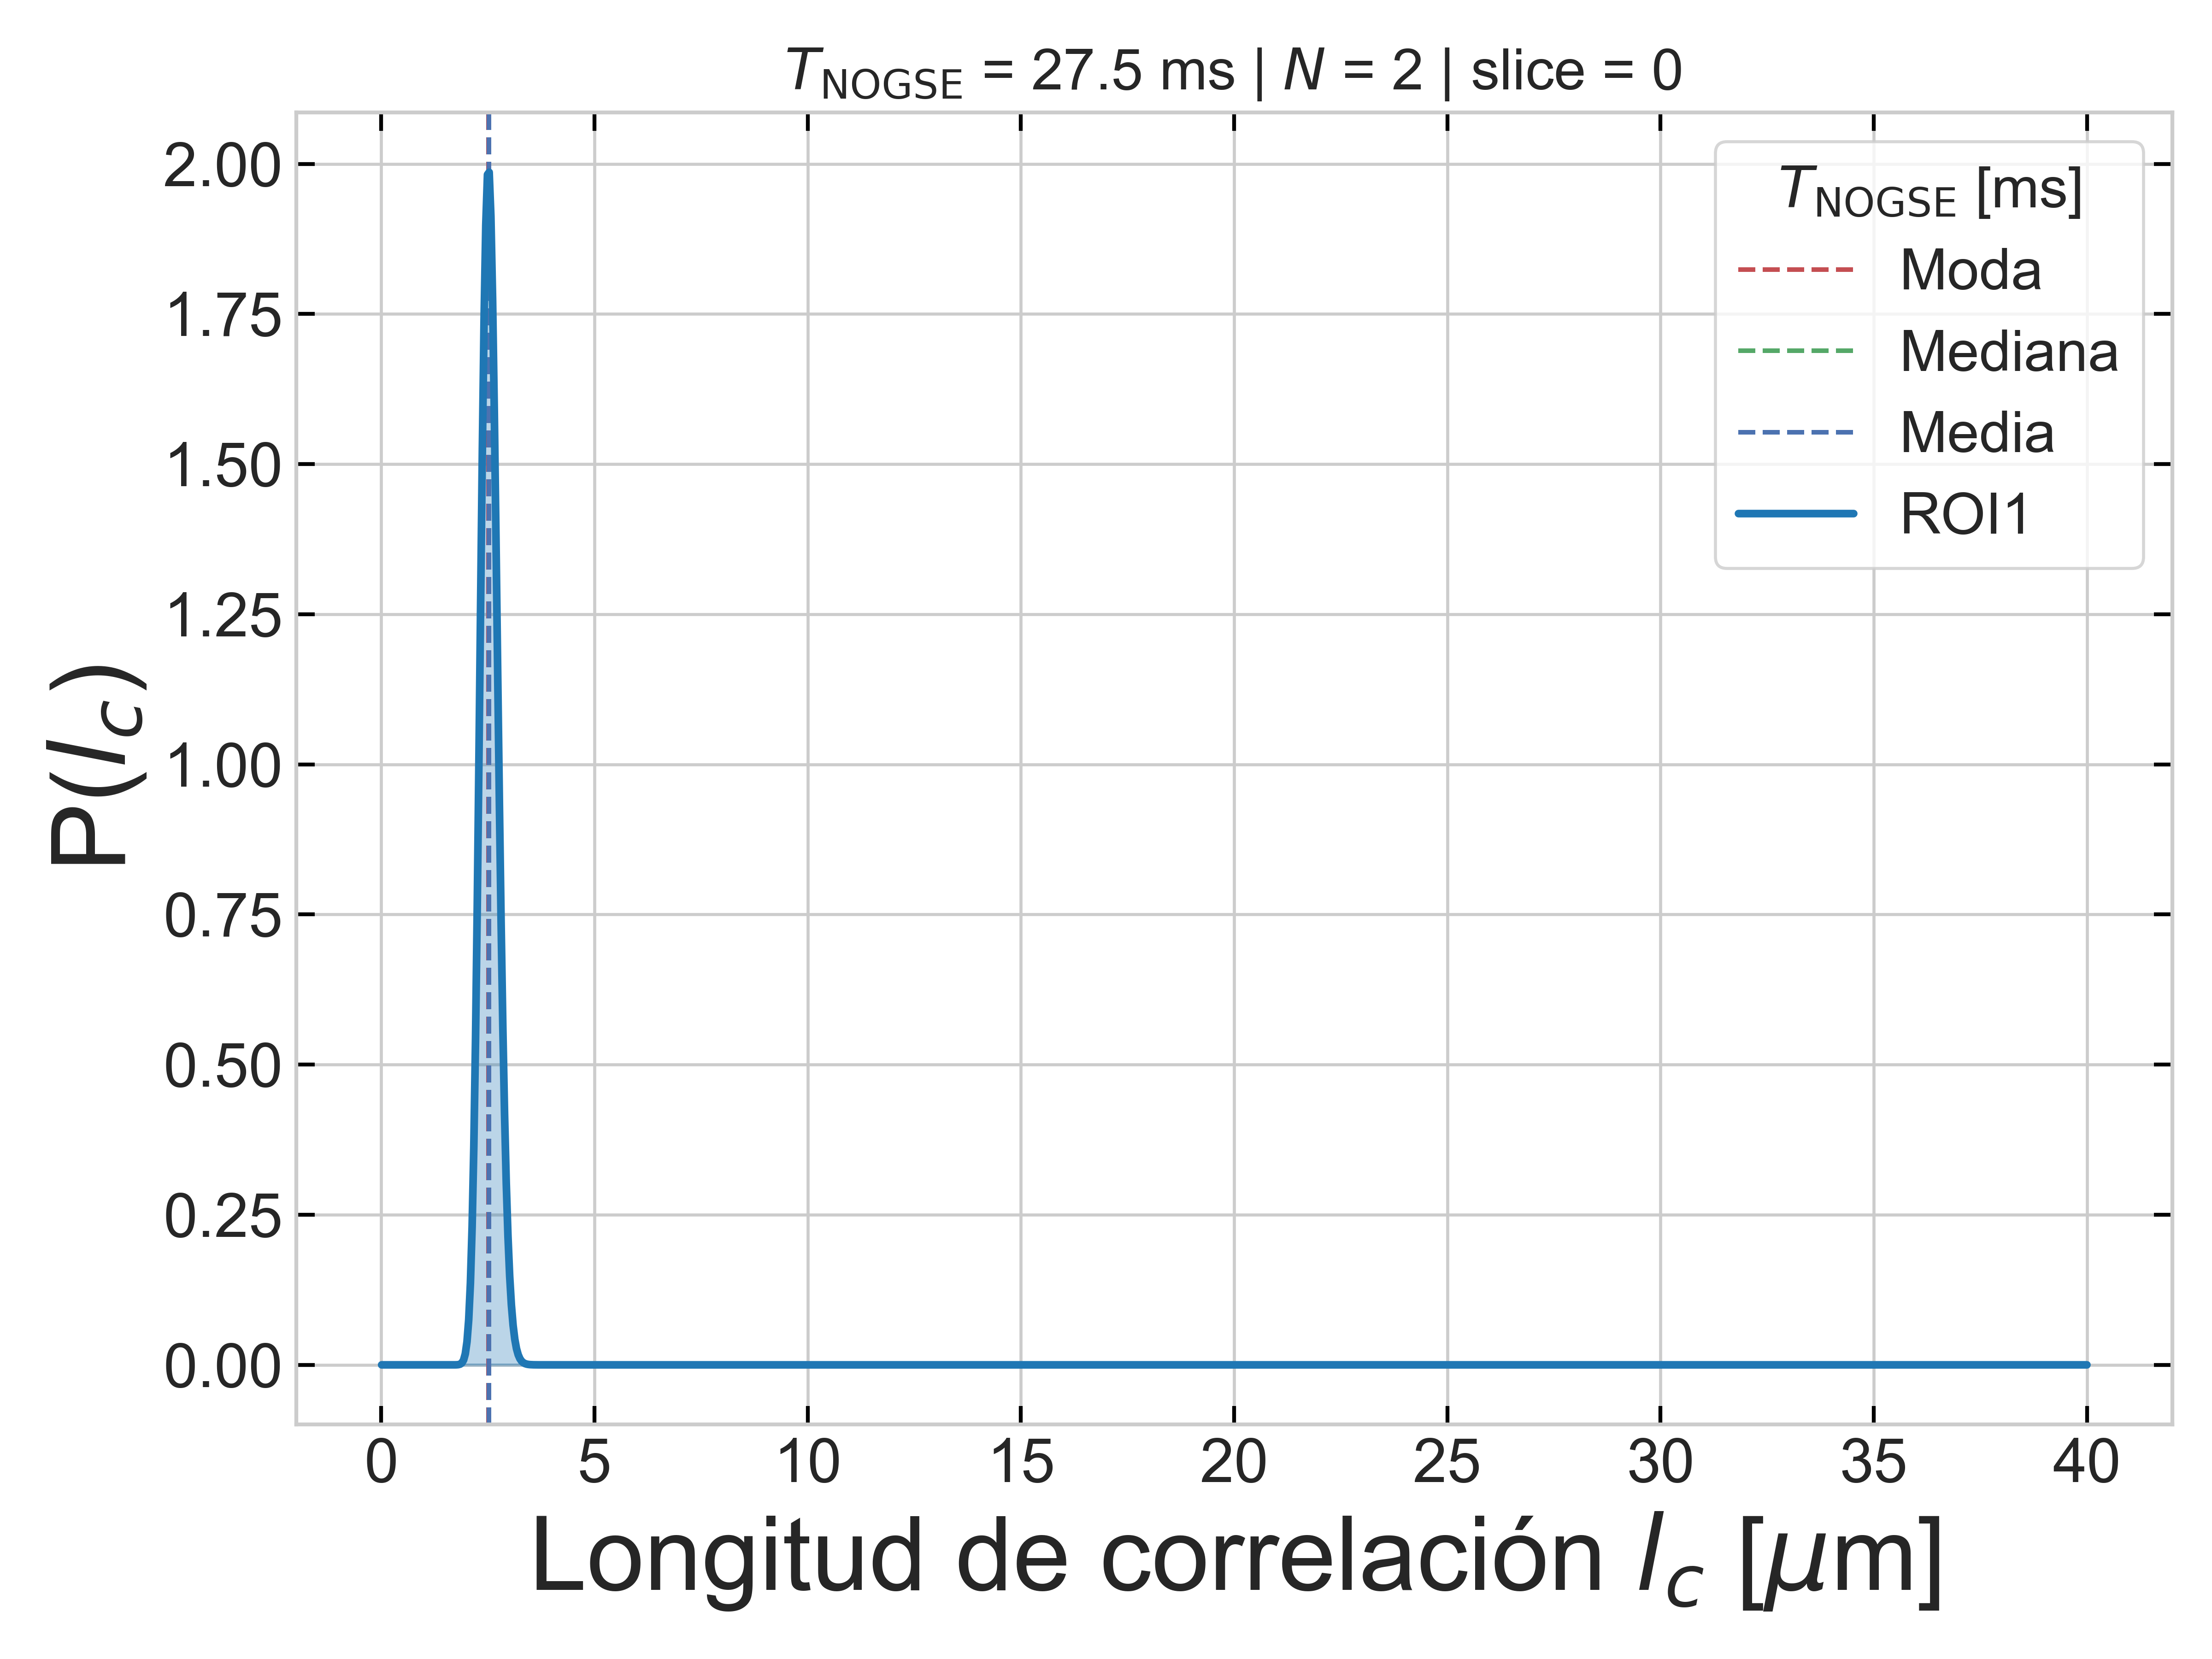 T_NOGSE = 27.5 ms | N = 2 | slice = 0
T_NOGSE [ms]
Moda
Mediana
Media
ROI1
P(l_c)
2.00
1.75
1.50
1.25
1.00
0.75
0.50
0.25
0.00
0 5 10 15 20 25 30 35 40
Longitud de correlación l_c [μm]